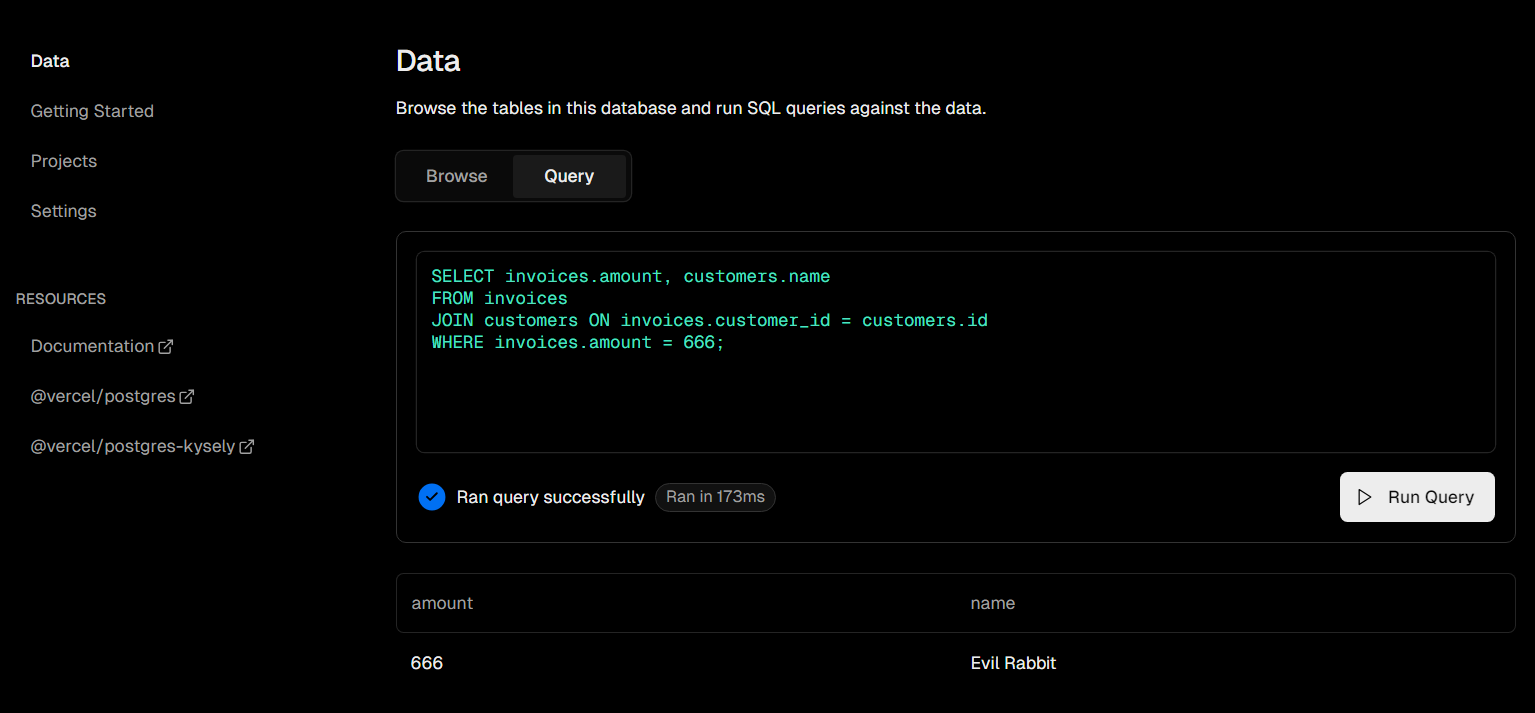 Data
Getting Started
Projects
Settings
RESOURCES
Documentation
@vercel/postgres
@vercel/postgres-kysely
Data
Browse the tables in this database and run SQL queries against the data.
Browse
Query
SELECT invoices.amount, customers.name
FROM invoices
JOIN customers ON invoices.customer_id = customers.id
WHERE invoices.amount = 666;
Ran query successfully
Ran in 173ms
Run Query
amount name
666 Evil Rabbit